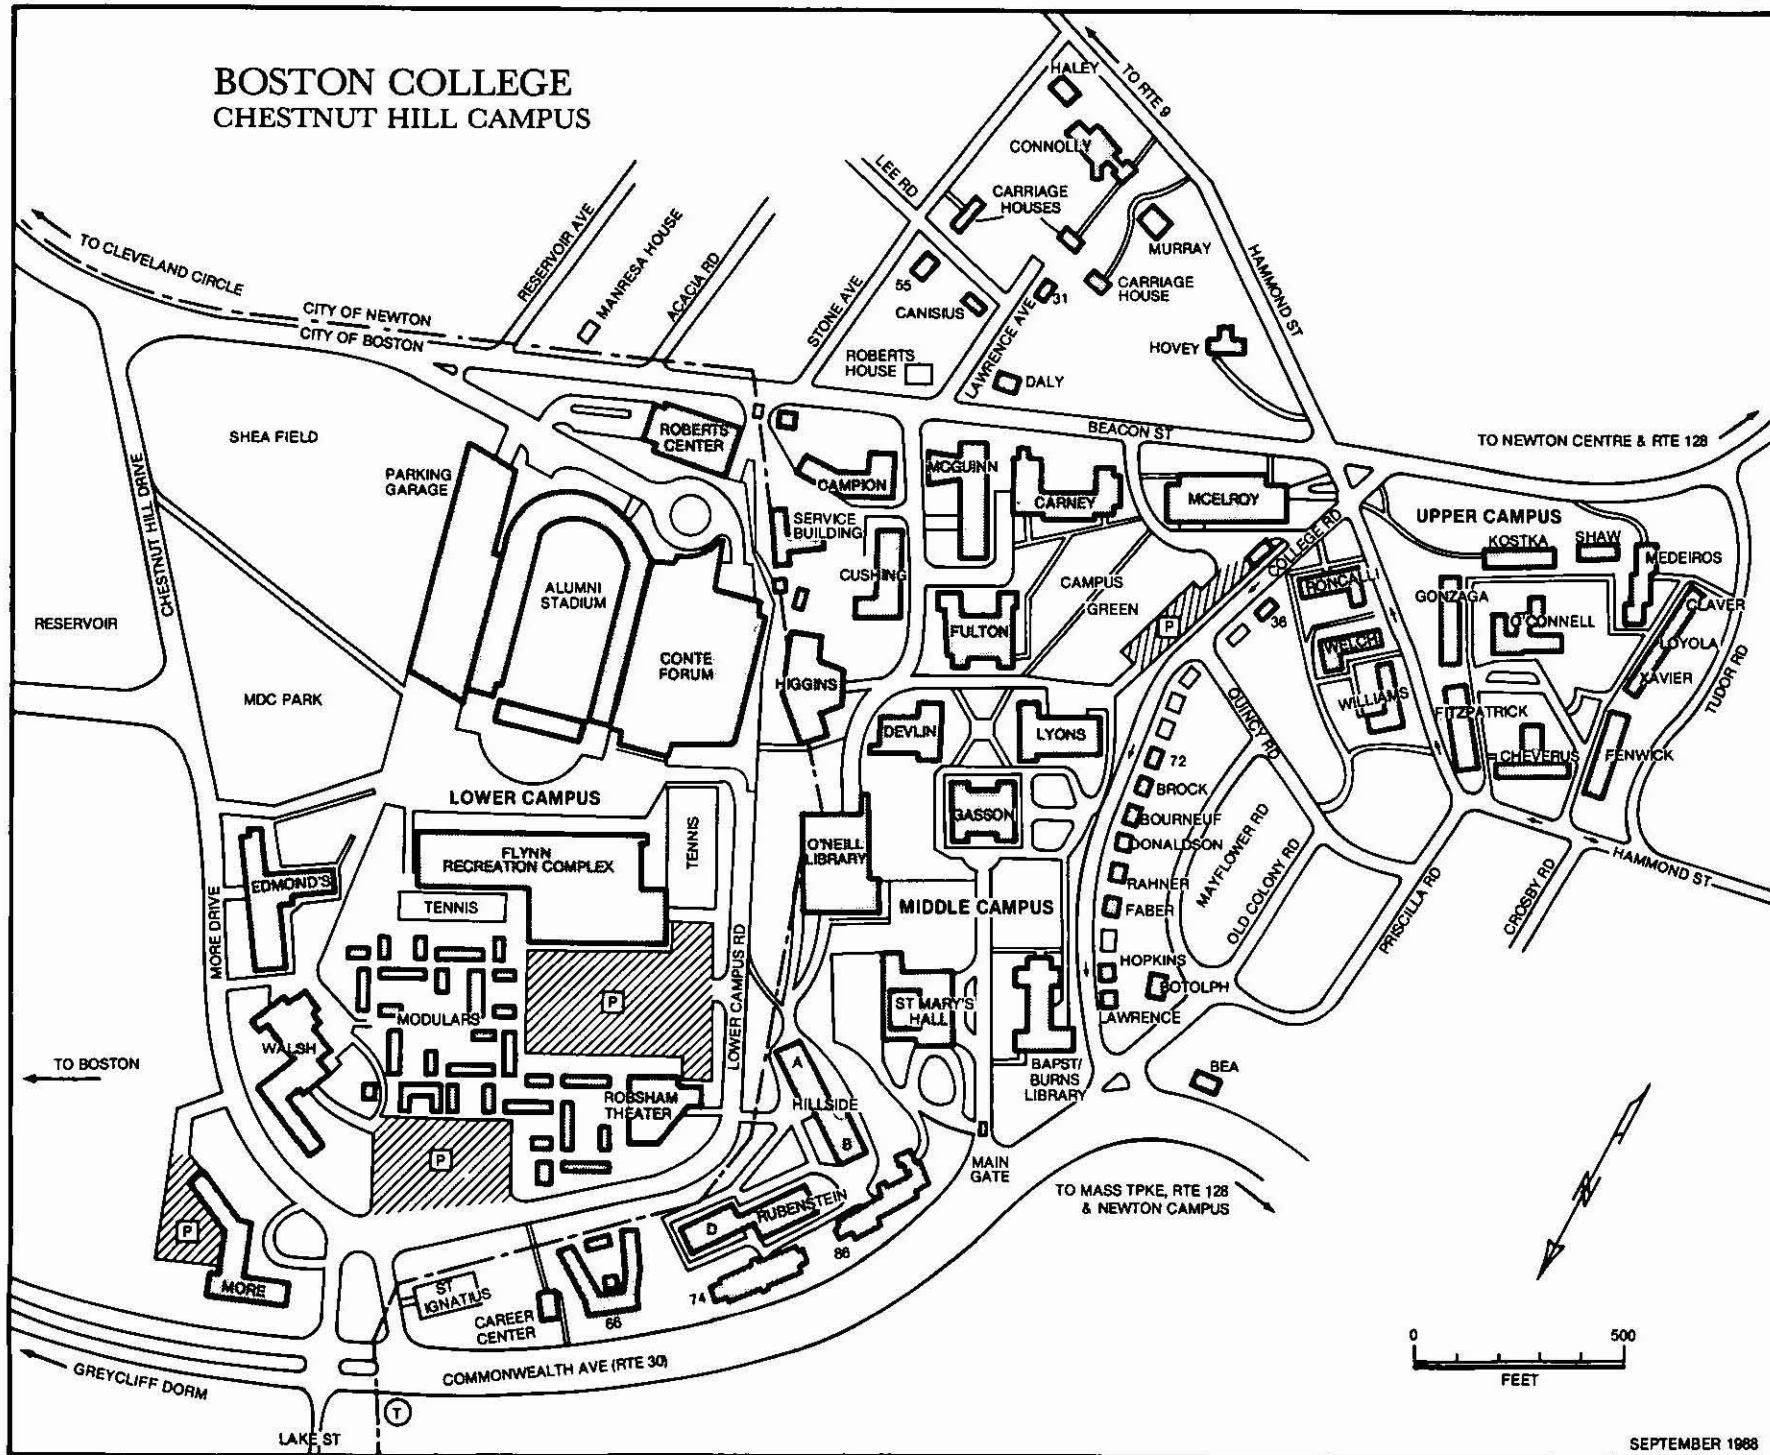 BOSTON COLLEGE
CHESTNUT HILL CAMPUS
HALEY
TO RTE 9
CONNOLLY
LEE RD
CARRIAGE
HOUSES
MURRAY
HAMMOND ST
CARRIAGE
HOUSE
TO CLEVELAND CIRCLE
RESERVOIR AVE
MANRESA HOUSE
ACACIA RD
STONE AVE
55
CANISIUS
31
LAWRENCE AVE
CITY OF NEWTON
CITY OF BOSTON
HOVEY
ROBERTS
HOUSE
DALY
BEACON ST
TO NEWTON CENTRE & RTE 128
SHEA FIELD
ROBERTS
CENTER
PARKING
GARAGE
CAMPION
MCGUINN
CARNEY
MCELROY
CHESTNUT HILL DRIVE
SERVICE
BUILDING
COLLEGE RD
UPPER CAMPUS
KOSTKA
SHAW
MEDEIROS
CUSHING
CAMPUS
GREEN
RONCALLI
GONZAGA
CLAVER
ALUMNI
STADIUM
RESERVOIR
FULTON
P
36
O'CONNELL
LOYOLA
WELCH
XAVIER
TUDOR RD
CONTE
FORUM
HIGGINS
MDC PARK
QUINCY RD
WILLIAMS
FITZPATRICK
DEVLIN
LYONS
72
CHEVERUS
FENWICK
LOWER CAMPUS
BROCK
GASSON
BOURNEUF
MAYFLOWER RD
TENNIS
FLYNN
RECREATION COMPLEX
O'NEILL
LIBRARY
DONALDSON
OLD COLONY RD
HAMMOND ST
EDMOND'S
RAHNER
PRISCILLA RD
CROSBY RD
TENNIS
MIDDLE CAMPUS
FABER
MORE DRIVE
LOWER CAMPUS RD
HOPKINS
BOTOLPH
P
ST MARY'S
HALL
LAWRENCE
MODULARS
WALSH
TO BOSTON
A
HILLSIDE
B
BAPST/
BURNS
LIBRARY
BEA
ROBSHAM
THEATER
P
MAIN
GATE
TO MASS TPKE, RTE 128
& NEWTON CAMPUS
P
RUBENSTEIN
D
86
MORE
ST
IGNATIUS
74
CAREER
CENTER
66
0
500
FEET
COMMONWEALTH AVE (RTE 30)
GREYCLIFF DORM
T
LAKE ST
N
SEPTEMBER 1988